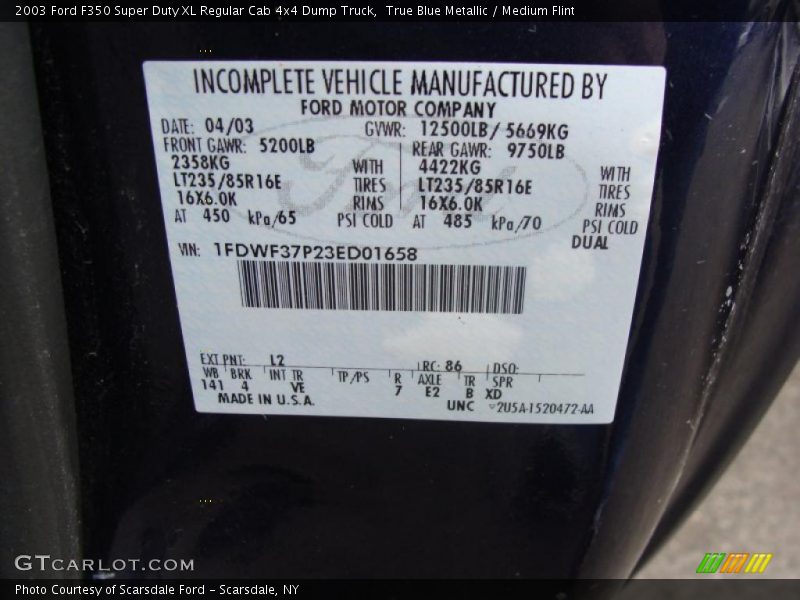 2003 Ford F350 Super Duty XL Regular Cab 4x4 Dump Truck, True Blue Metallic / Medium Flint
INCOMPLETE VEHICLE MANUFACTURED BY
FORD MOTOR COMPANY
DATE: 04/03 GVWR: 12500LB/ 5669KG
FRONT GAWR: 5200LB REAR GAWR: 9750LB
2358KG WITH 4422KG WITH
LT235/85R16E TIRES LT235/85R16E TIRES
16X6.0K RIMS 16X6.0K RIMS
AT 450 kPa/65 PSI COLD AT 485 kPa/70 PSI COLD
DUAL
VIN: 1FDWF37P23ED01658
EXT PNT: L2 RC: 86 DSO:
WB BRK INT TR TP/PS R AXLE TR SPR
141 4 VE 7 E2 B XD
MADE IN U.S.A. UNC 2U5A-1520472-AA
Ford
GTCARLOT.COM
Photo Courtesy of Scarsdale Ford – Scarsdale, NY